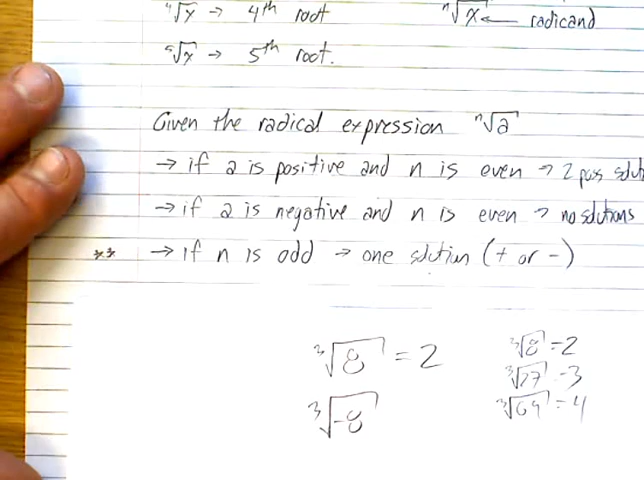 ⁴√x → 4th root
ⁿ√x ← radicand
⁵√x → 5th root.
Given the radical expression ⁿ√a
→ if a is positive and n is even → 2 poss solut
→ if a is negative and n is even → no solutions
** → if n is odd → one solution (+ or -)
³√8 = 2
³√-8
³√8 = 2
³√27 = 3
³√64 = 4